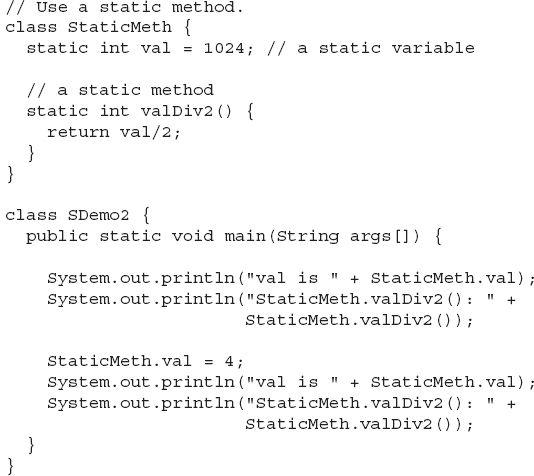 // Use a static method.
class StaticMeth {
  static int val = 1024; // a static variable

  // a static method
  static int valDiv2() {
    return val/2;
  }
}

class SDemo2 {
  public static void main(String args[]) {

    System.out.println("val is " + StaticMeth.val);
    System.out.println("StaticMeth.valDiv2(): " +
                       StaticMeth.valDiv2());

    StaticMeth.val = 4;
    System.out.println("val is " + StaticMeth.val);
    System.out.println("StaticMeth.valDiv2(): " +
                       StaticMeth.valDiv2());
  }
}